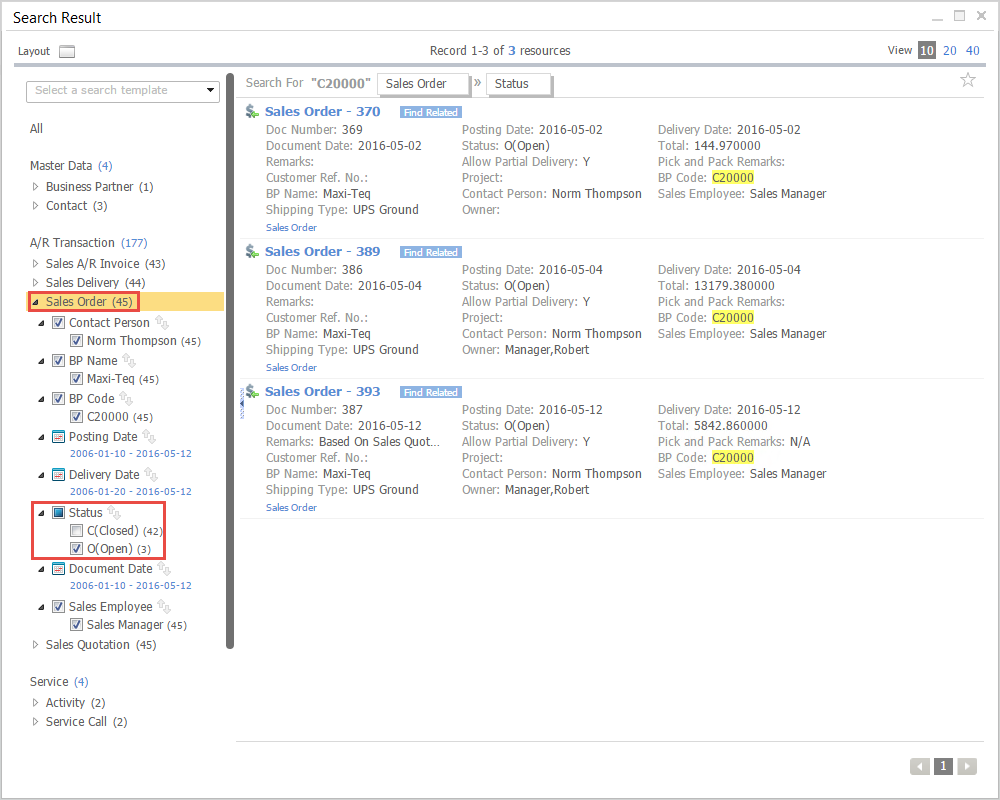 Search Result
Layout
Record 1-3 of 3 resources
View 10 20 40
Select a search template
All
Master Data (4)
Business Partner (1)
Contact (3)
A/R Transaction (177)
Sales A/R Invoice (43)
Sales Delivery (44)
Sales Order (45)
Contact Person
Norm Thompson (45)
BP Name
Maxi-Teq (45)
BP Code
C20000 (45)
Posting Date
2006-01-10 - 2016-05-12
Delivery Date
2006-01-20 - 2016-05-12
Status
C(Closed) (42)
O(Open) (3)
Document Date
2006-01-10 - 2016-05-12
Sales Employee
Sales Manager (45)
Sales Quotation (45)
Service (4)
Activity (2)
Service Call (2)
Search For "C20000" Sales Order » Status
Sales Order - 370 Find Related
Doc Number: 369 Posting Date: 2016-05-02 Delivery Date: 2016-05-02
Document Date: 2016-05-02 Status: O(Open) Total: 144.970000
Remarks: Allow Partial Delivery: Y Pick and Pack Remarks:
Customer Ref. No.: Project: BP Code: C20000
BP Name: Maxi-Teq Contact Person: Norm Thompson Sales Employee: Sales Manager
Shipping Type: UPS Ground Owner:
Sales Order
Sales Order - 389 Find Related
Doc Number: 386 Posting Date: 2016-05-04 Delivery Date: 2016-05-04
Document Date: 2016-05-04 Status: O(Open) Total: 13179.380000
Remarks: Allow Partial Delivery: Y Pick and Pack Remarks:
Customer Ref. No.: Project: BP Code: C20000
BP Name: Maxi-Teq Contact Person: Norm Thompson Sales Employee: Sales Manager
Shipping Type: UPS Ground Owner: Manager,Robert
Sales Order
Sales Order - 393 Find Related
Doc Number: 387 Posting Date: 2016-05-12 Delivery Date: 2016-05-12
Document Date: 2016-05-12 Status: O(Open) Total: 5842.860000
Remarks: Based On Sales Quot... Allow Partial Delivery: Y Pick and Pack Remarks: N/A
Customer Ref. No.: Project: BP Code: C20000
BP Name: Maxi-Teq Contact Person: Norm Thompson Sales Employee: Sales Manager
Shipping Type: UPS Ground Owner: Manager,Robert
Sales Order
1